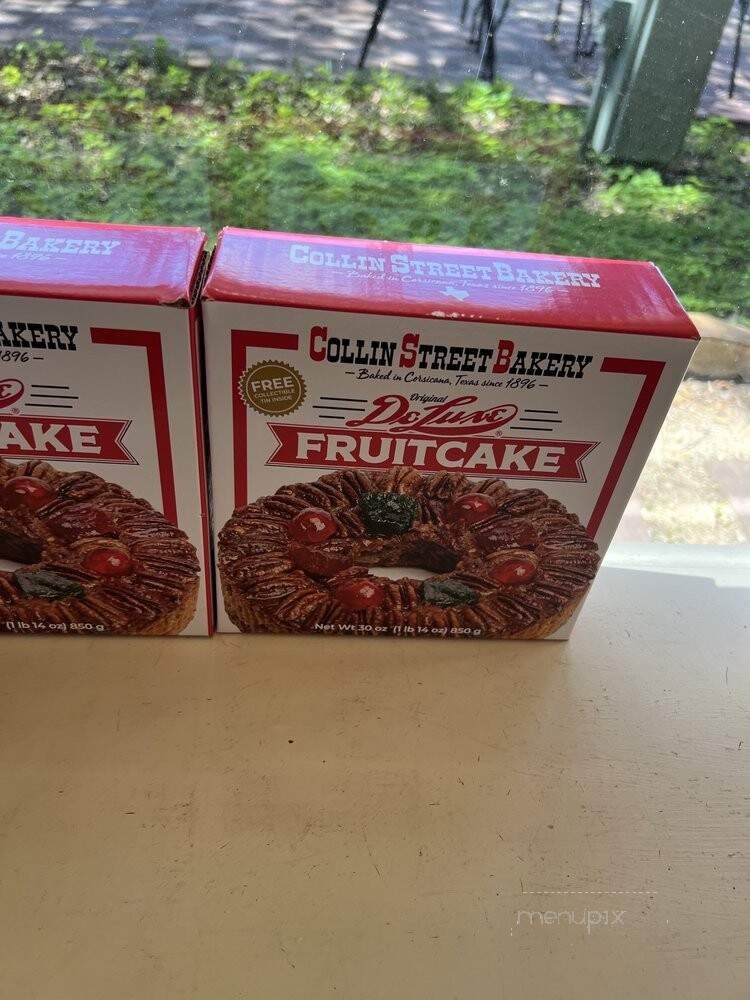 BAKERY
e 1896
AKERY
1896 –
AKE
(1 lb 14 oz) 850 g
COLLIN STREET BAKERY
Baked in Corsicana, Texas since 1896
COLLIN STREET BAKERY
– Baked in Corsicana, Texas since 1896 –
FREE
COLLECTIBLE
TIN INSIDE
Original
DeLuxe
®
FRUITCAKE
Net Wt 30 oz (1 lb 14 oz) 850 g
menupix